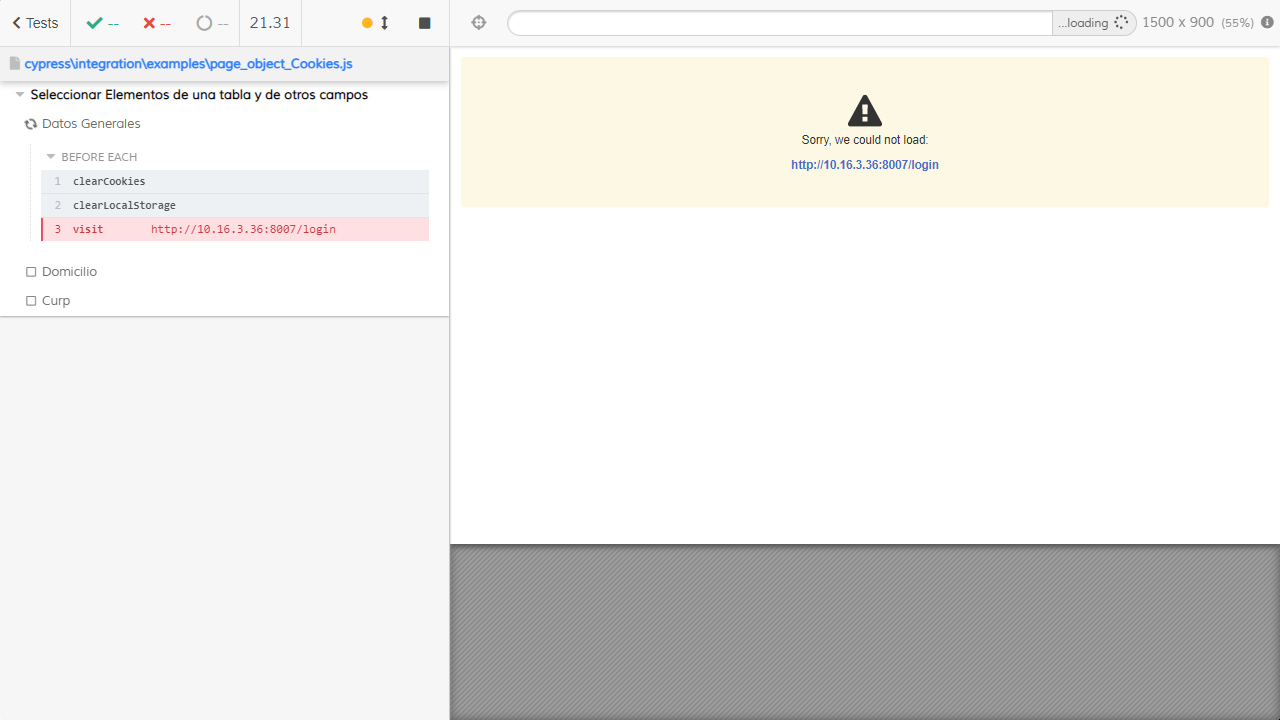 Tests -- -- -- 21.31
cypress\integration\examples\page_object_Cookies.js
Seleccionar Elementos de una tabla y de otros campos
Datos Generales
BEFORE EACH
1 clearCookies
2 clearLocalStorage
3 visit http://10.16.3.36:8007/login
Domicilio
Curp
...loading 1500 x 900 (55%)
Sorry, we could not load:
http://10.16.3.36:8007/login